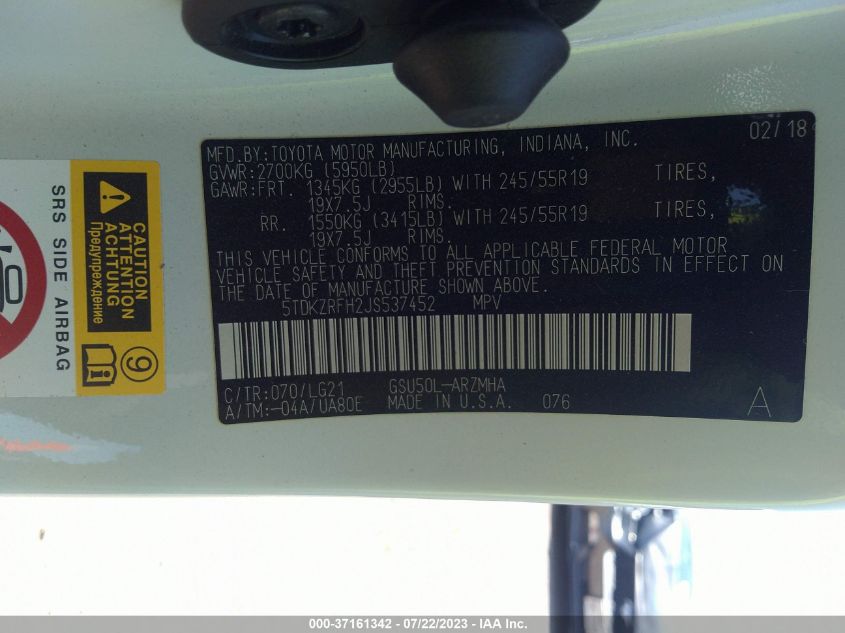 MFD.BY:TOYOTA MOTOR MANUFACTURING, INDIANA, INC. 02/18
GVWR:2700KG (5950LB)
GAWR:FRT. 1345KG (2955LB) WITH 245/55R19 TIRES,
19X7.5J RIMS.
RR. 1550KG (3415LB) WITH 245/55R19 TIRES,
19X7.5J RIMS.
THIS VEHICLE CONFORMS TO ALL APPLICABLE FEDERAL MOTOR
VEHICLE SAFETY AND THEFT PREVENTION STANDARDS IN EFFECT ON
THE DATE OF MANUFACTURE SHOWN ABOVE.
5TDKZRFH2JS537452 MPV
C/TR:070/LG21 GSU50L-ARZMHA
A/TM:-04A/UA80E MADE IN U.S.A. 076 A
SRS SIDE AIRBAG
CAUTION
ATTENTION
ACHTUNG
Предупреждение
9
000-37161342 - 07/22/2023 - IAA Inc.